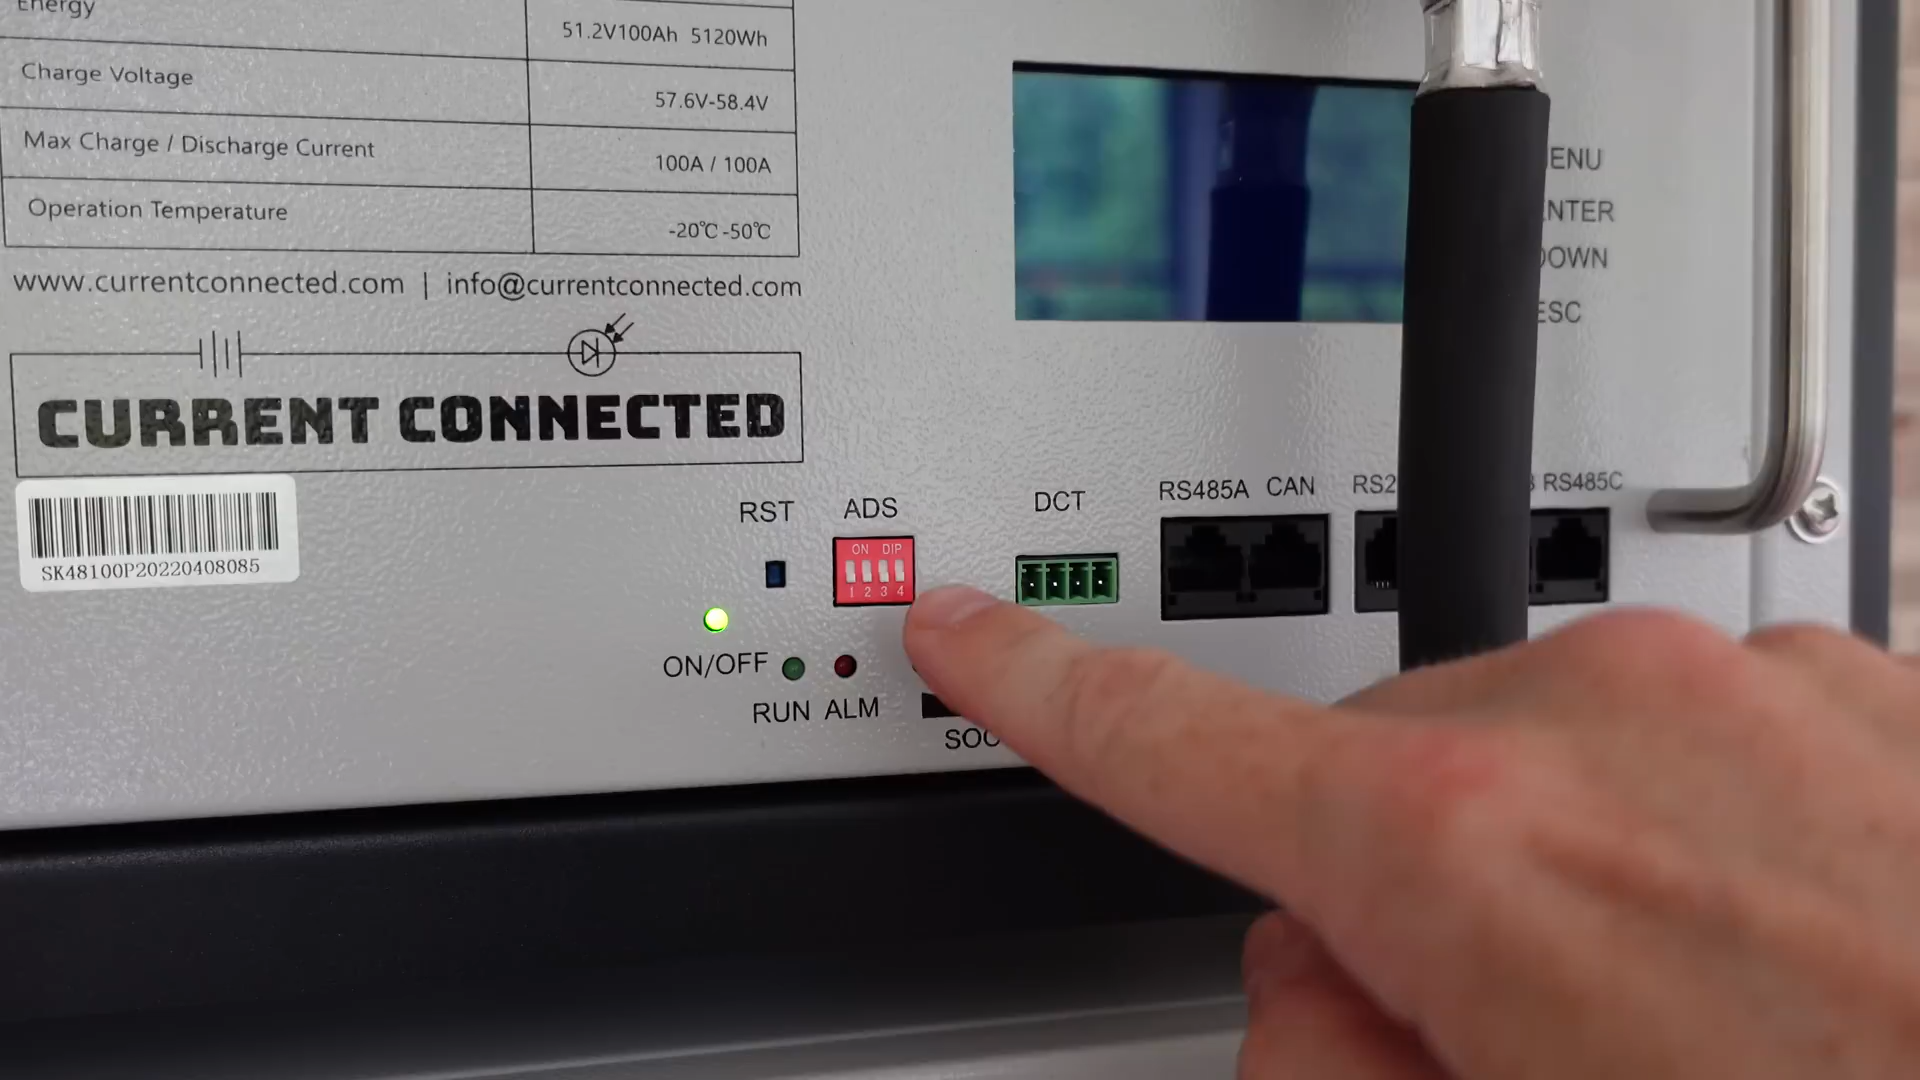 Energy
51.2V100Ah 5120Wh
Charge Voltage
57.6V-58.4V
Max Charge / Discharge Current
100A / 100A
Operation Temperature
-20℃-50℃
www.currentconnected.com | info@currentconnected.com
CURRENT CONNECTED
SK48100P20220408085
ENU
ENTER
DOWN
ESC
RST ADS DCT RS485A CAN RS2 RS485C
ON DIP
1 2 3 4
ON/OFF
RUN ALM
SOC